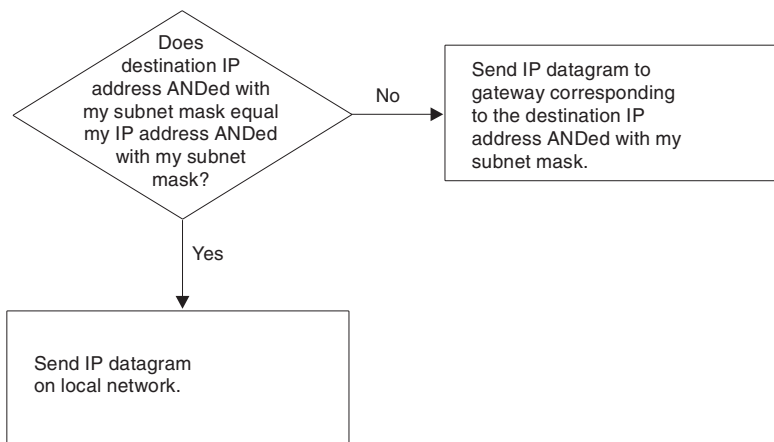 Does
destination IP
address ANDed with
my subnet mask equal
my IP address ANDed
with my subnet
mask?
No
Send IP datagram to
gateway corresponding
to the destination IP
address ANDed with my
subnet mask.
Yes
Send IP datagram
on local network.